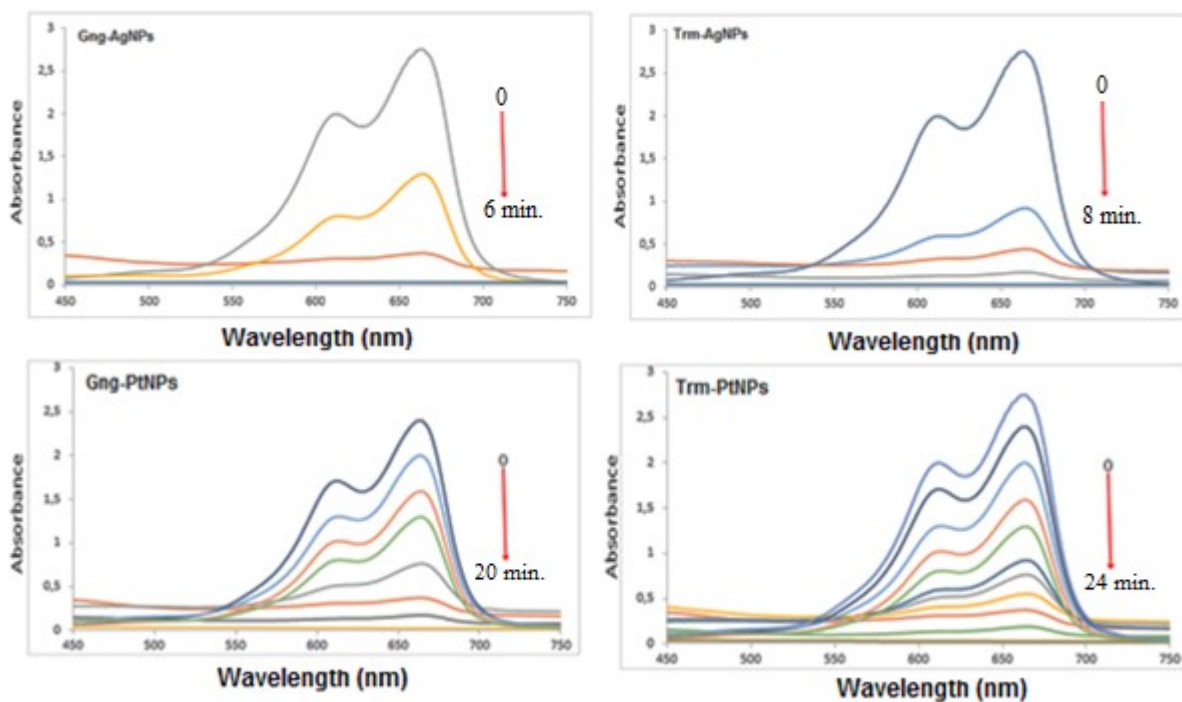 Gng-AgNPs
Absorbance
3
2,5
2
1,5
1
0,5
0
450 500 550 600 650 700 750
Wavelength (nm)
0
6 min.
Trm-AgNPs
Absorbance
3
2,5
2
1,5
1
0,5
0
450 500 550 600 650 700 750
Wavelength (nm)
0
8 min.
Gng-PtNPs
Absorbance
3
2,5
2
1,5
1
0,5
0
450 500 550 600 650 700 750
Wavelength (nm)
0
20 min.
Trm-PtNPs
Absorbance
3
2,5
2
1,5
1
0,5
0
450 500 550 600 650 700 750
Wavelength (nm)
0
24 min.